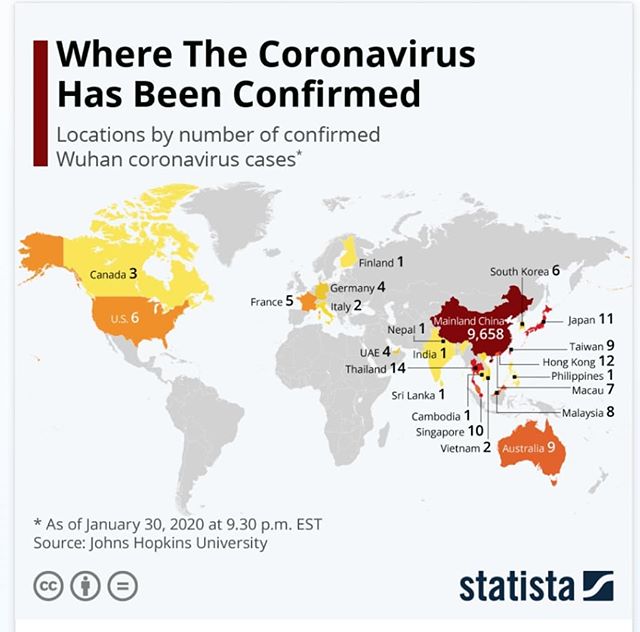 Where The Coronavirus
Has Been Confirmed
Locations by number of confirmed
Wuhan coronavirus cases*
Canada 3
U.S. 6
Finland 1
Germany 4
France 5
Italy 2
South Korea 6
Mainland China
9,658
Japan 11
Nepal 1
Taiwan 9
UAE 4
India 1
Hong Kong 12
Thailand 14
Philippines 1
Macau 7
Sri Lanka 1
Malaysia 8
Cambodia 1
Singapore 10
Vietnam 2
Australia 9
* As of January 30, 2020 at 9.30 p.m. EST
Source: Johns Hopkins University
cc
statista